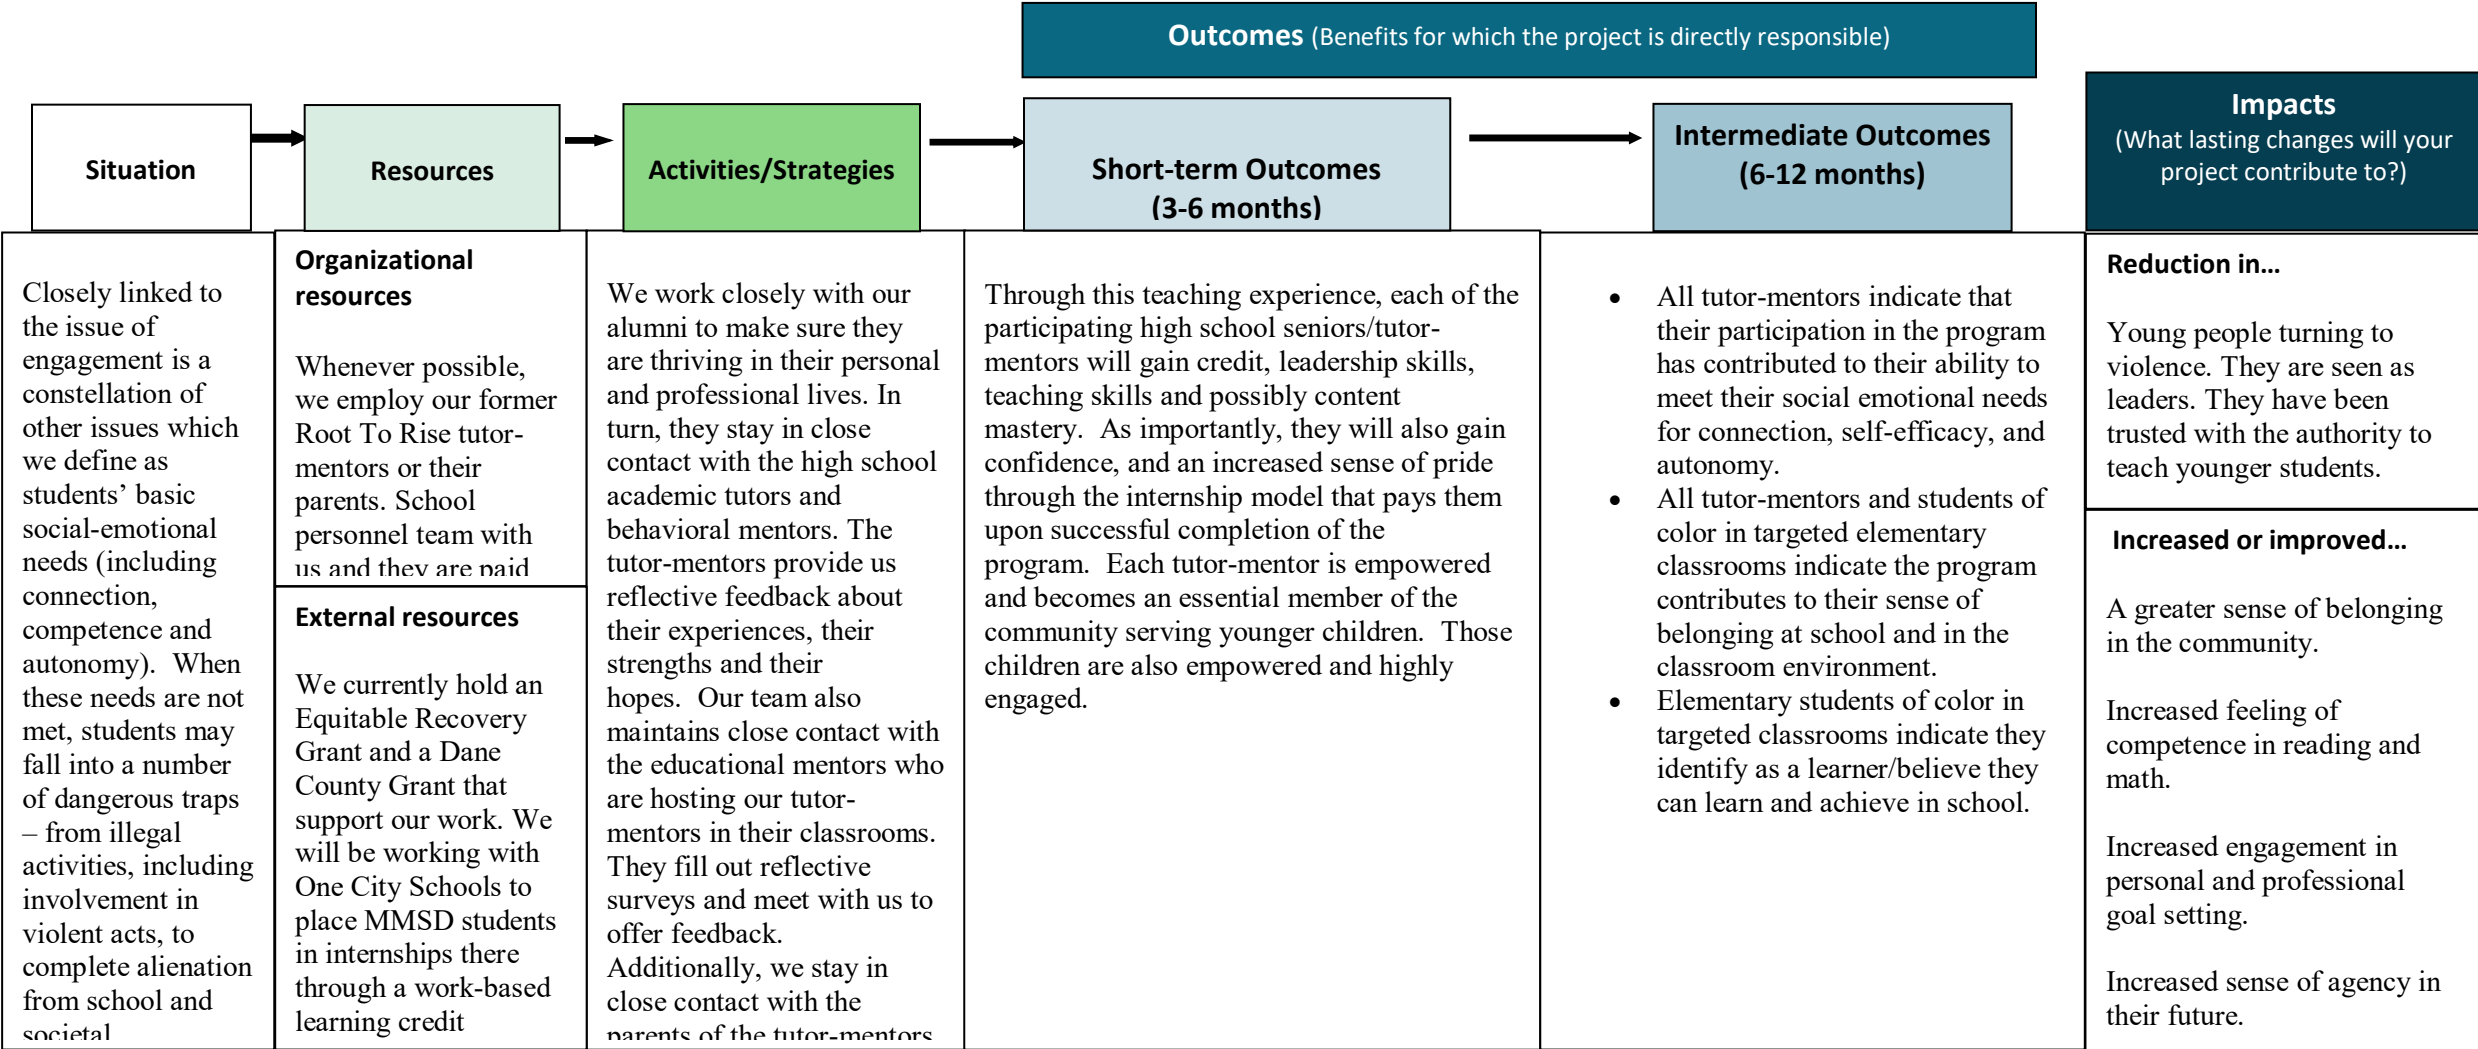 Outcomes (Benefits for which the project is directly responsible)
Situation
Resources
Activities/Strategies
Short-term Outcomes
(3-6 months)
Intermediate Outcomes
(6-12 months)
Impacts
(What lasting changes will your
project contribute to?)
Closely linked to
the issue of
engagement is a
constellation of
other issues which
we define as
students’ basic
social-emotional
needs (including
connection,
competence and
autonomy).  When
these needs are not
met, students may
fall into a number
of dangerous traps
– from illegal
activities, including
involvement in
violent acts, to
complete alienation
from school and
societal
Organizational
resources
Whenever possible,
we employ our former
Root To Rise tutor-
mentors or their
parents. School
personnel team with
us and they are paid
External resources
We currently hold an
Equitable Recovery
Grant and a Dane
County Grant that
support our work. We
will be working with
One City Schools to
place MMSD students
in internships there
through a work-based
learning credit
We work closely with our
alumni to make sure they
are thriving in their personal
and professional lives. In
turn, they stay in close
contact with the high school
academic tutors and
behavioral mentors. The
tutor-mentors provide us
reflective feedback about
their experiences, their
strengths and their
hopes.  Our team also
maintains close contact with
the educational mentors who
are hosting our tutor-
mentors in their classrooms.
They fill out reflective
surveys and meet with us to
offer feedback.
Additionally, we stay in
close contact with the
parents of the tutor-mentors
Through this teaching experience, each of the
participating high school seniors/tutor-
mentors will gain credit, leadership skills,
teaching skills and possibly content
mastery.  As importantly, they will also gain
confidence, and an increased sense of pride
through the internship model that pays them
upon successful completion of the
program.  Each tutor-mentor is empowered
and becomes an essential member of the
community serving younger children.  Those
children are also empowered and highly
engaged.
• All tutor-mentors indicate that
their participation in the program
has contributed to their ability to
meet their social emotional needs
for connection, self-efficacy, and
autonomy.
• All tutor-mentors and students of
color in targeted elementary
classrooms indicate the program
contributes to their sense of
belonging at school and in the
classroom environment.
• Elementary students of color in
targeted classrooms indicate they
identify as a learner/believe they
can learn and achieve in school.
Reduction in…
Young people turning to
violence. They are seen as
leaders. They have been
trusted with the authority to
teach younger students.
Increased or improved…
A greater sense of belonging
in the community.
Increased feeling of
competence in reading and
math.
Increased engagement in
personal and professional
goal setting.
Increased sense of agency in
their future.